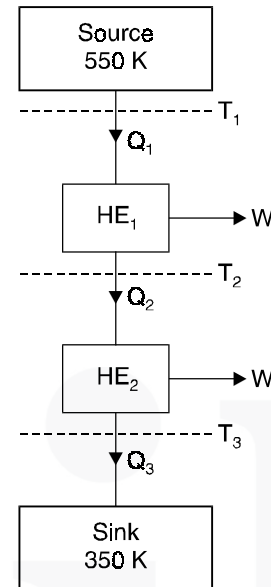 Source
550 K
T₁
Q₁
HE₁ W
T₂
Q₂
HE₂ W
T₃
Q₃
Sink
350 K